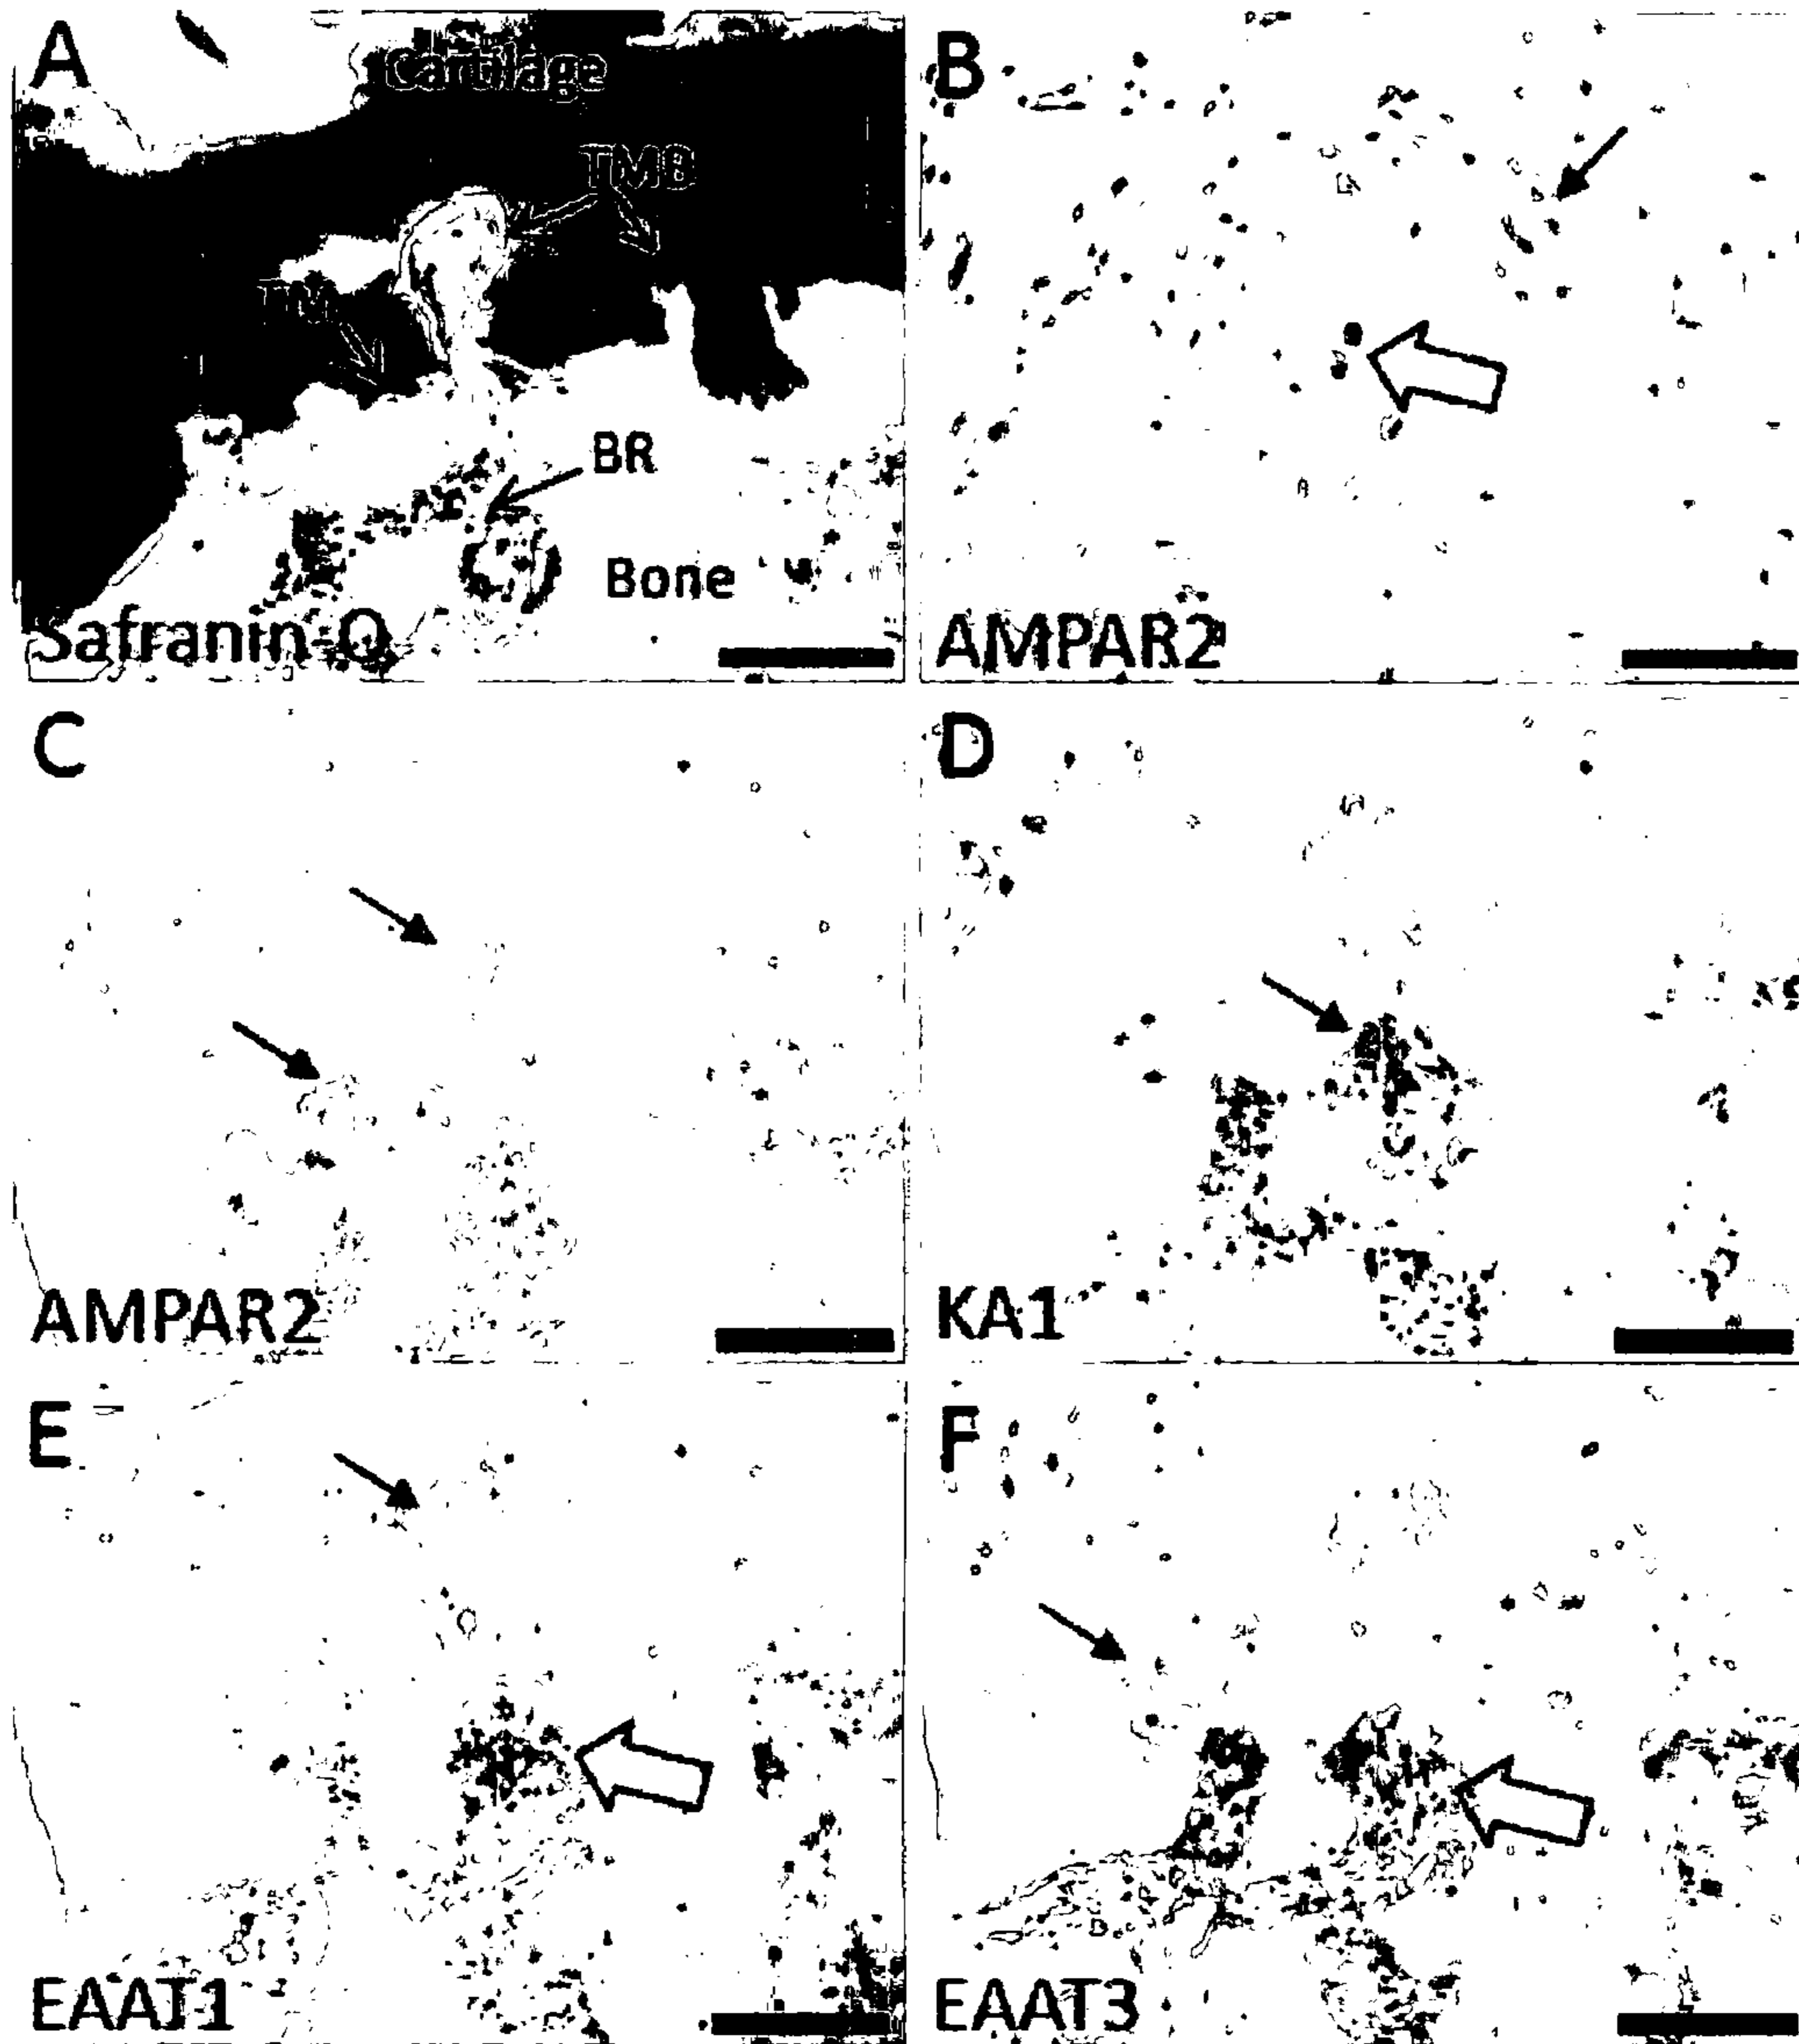 A
Cartilage
TMB
TM
BR
Bone
Safranin-O
B
AMPAR2
C
AMPAR2
D
KA1
E
EAAT1
F
EAAT3